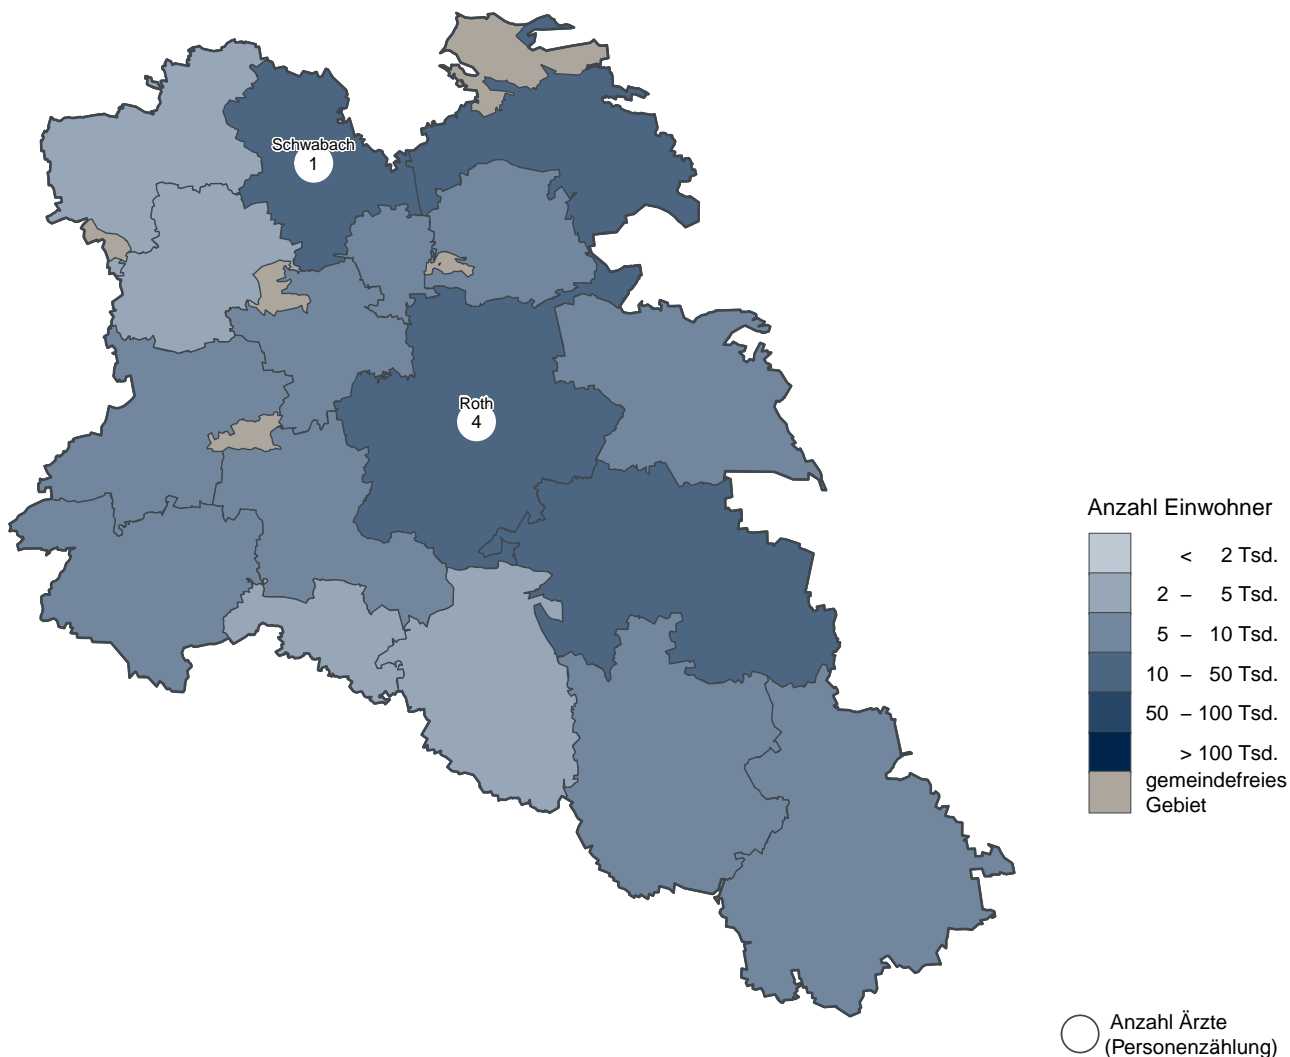 Schwabach
1
Roth
4
Anzahl Einwohner
< 2 Tsd.
2 – 5 Tsd.
5 – 10 Tsd.
10 – 50 Tsd.
50 – 100 Tsd.
> 100 Tsd.
gemeindefreies
Gebiet
Anzahl Ärzte
(Personenzählung)